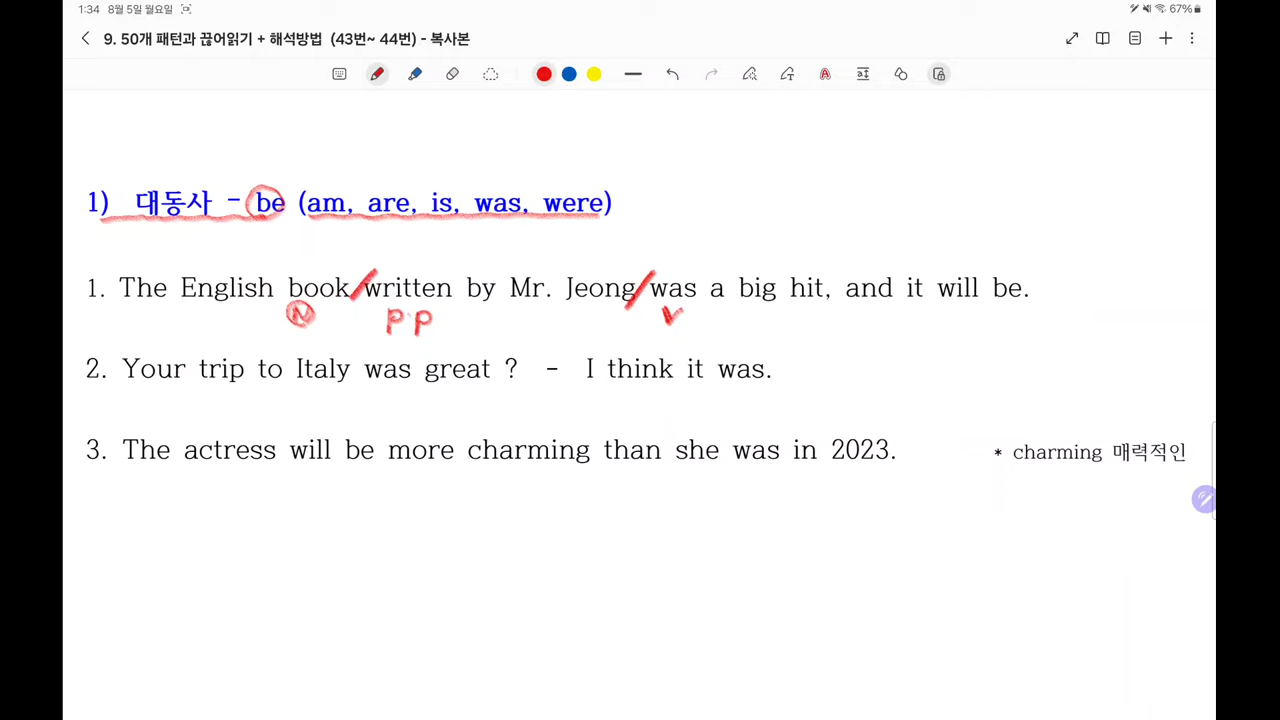 1:34 8월 5일 월요일 67%
9. 50개 패턴과 끊어읽기 + 해석방법 (43번~ 44번) - 복사본
1) 대동사 - be (am, are, is, was, were)
1. The English book/written by Mr. Jeong/was a big hit, and it will be.
N p.p v
2. Your trip to Italy was great ? - I think it was.
3. The actress will be more charming than she was in 2023. * charming 매력적인